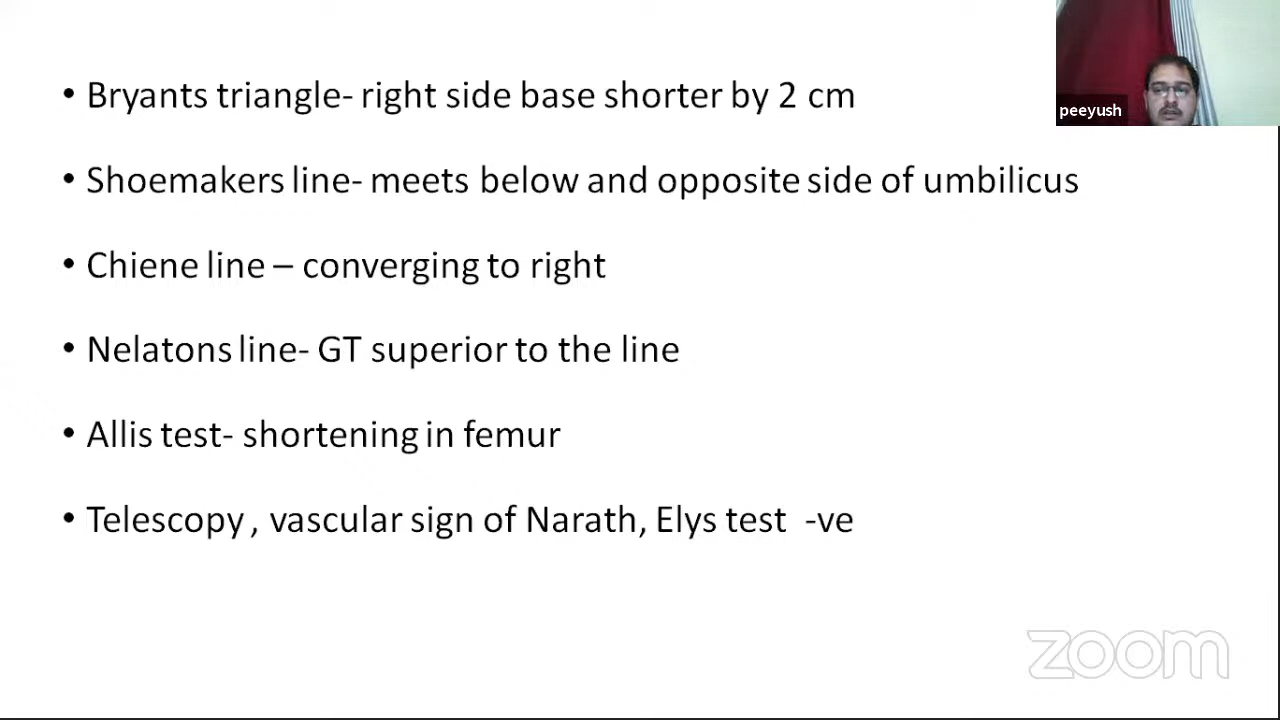 • Bryants triangle- right side base shorter by 2 cm
peeyush
• Shoemakers line- meets below and opposite side of umbilicus
• Chiene line – converging to right
• Nelatons line- GT superior to the line
• Allis test- shortening in femur
• Telescopy , vascular sign of Narath, Elys test -ve
zoom